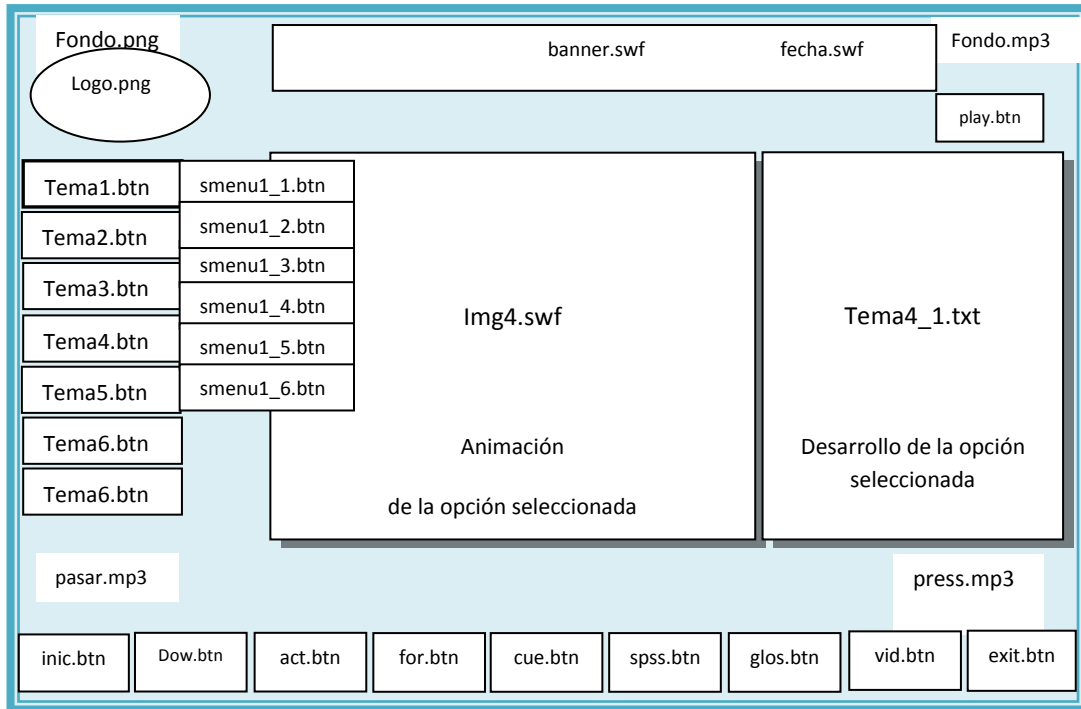 Fondo.png
banner.swf
fecha.swf
Fondo.mp3
Logo.png
play.btn
Tema1.btn
Tema2.btn
Tema3.btn
Tema4.btn
Tema5.btn
Tema6.btn
Tema6.btn
smenu1_1.btn
smenu1_2.btn
smenu1_3.btn
smenu1_4.btn
smenu1_5.btn
smenu1_6.btn
Img4.swf
Animación
de la opción seleccionada
Tema4_1.txt
Desarrollo de la opción
seleccionada
pasar.mp3
press.mp3
inic.btn
Dow.btn
act.btn
for.btn
cue.btn
spss.btn
glos.btn
vid.btn
exit.btn